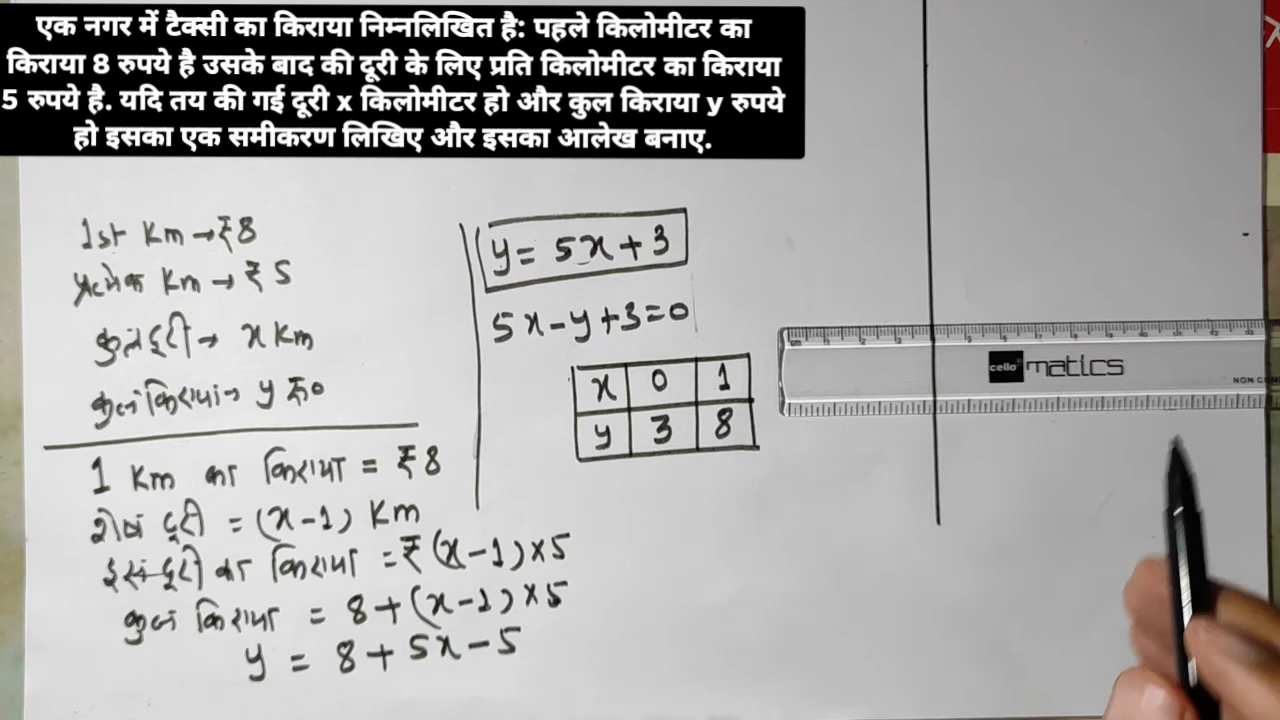 एक नगर में टैक्सी का किराया निम्नलिखित है: पहले किलोमीटर का
किराया 8 रुपये है उसके बाद की दूरी के लिए प्रति किलोमीटर का किराया
5 रुपये है. यदि तय की गई दूरी x किलोमीटर हो और कुल किराया y रुपये
हो इसका एक समीकरण लिखिए और इसका आलेख बनाए.
1st Km → ₹8
प्रत्येक Km → ₹ 5
कुल दूरी → x Km
कुल किराया → y रू०
1 Km का किराया = ₹8
शेष दूरी = (x-1) Km
इस दूरी का किराया = ₹(x-1)×5
कुल किराया = 8+(x-1)×5
y = 8+5x-5
y = 5x+3
5x-y+3=0
x 0 1
y 3 8
cello matics